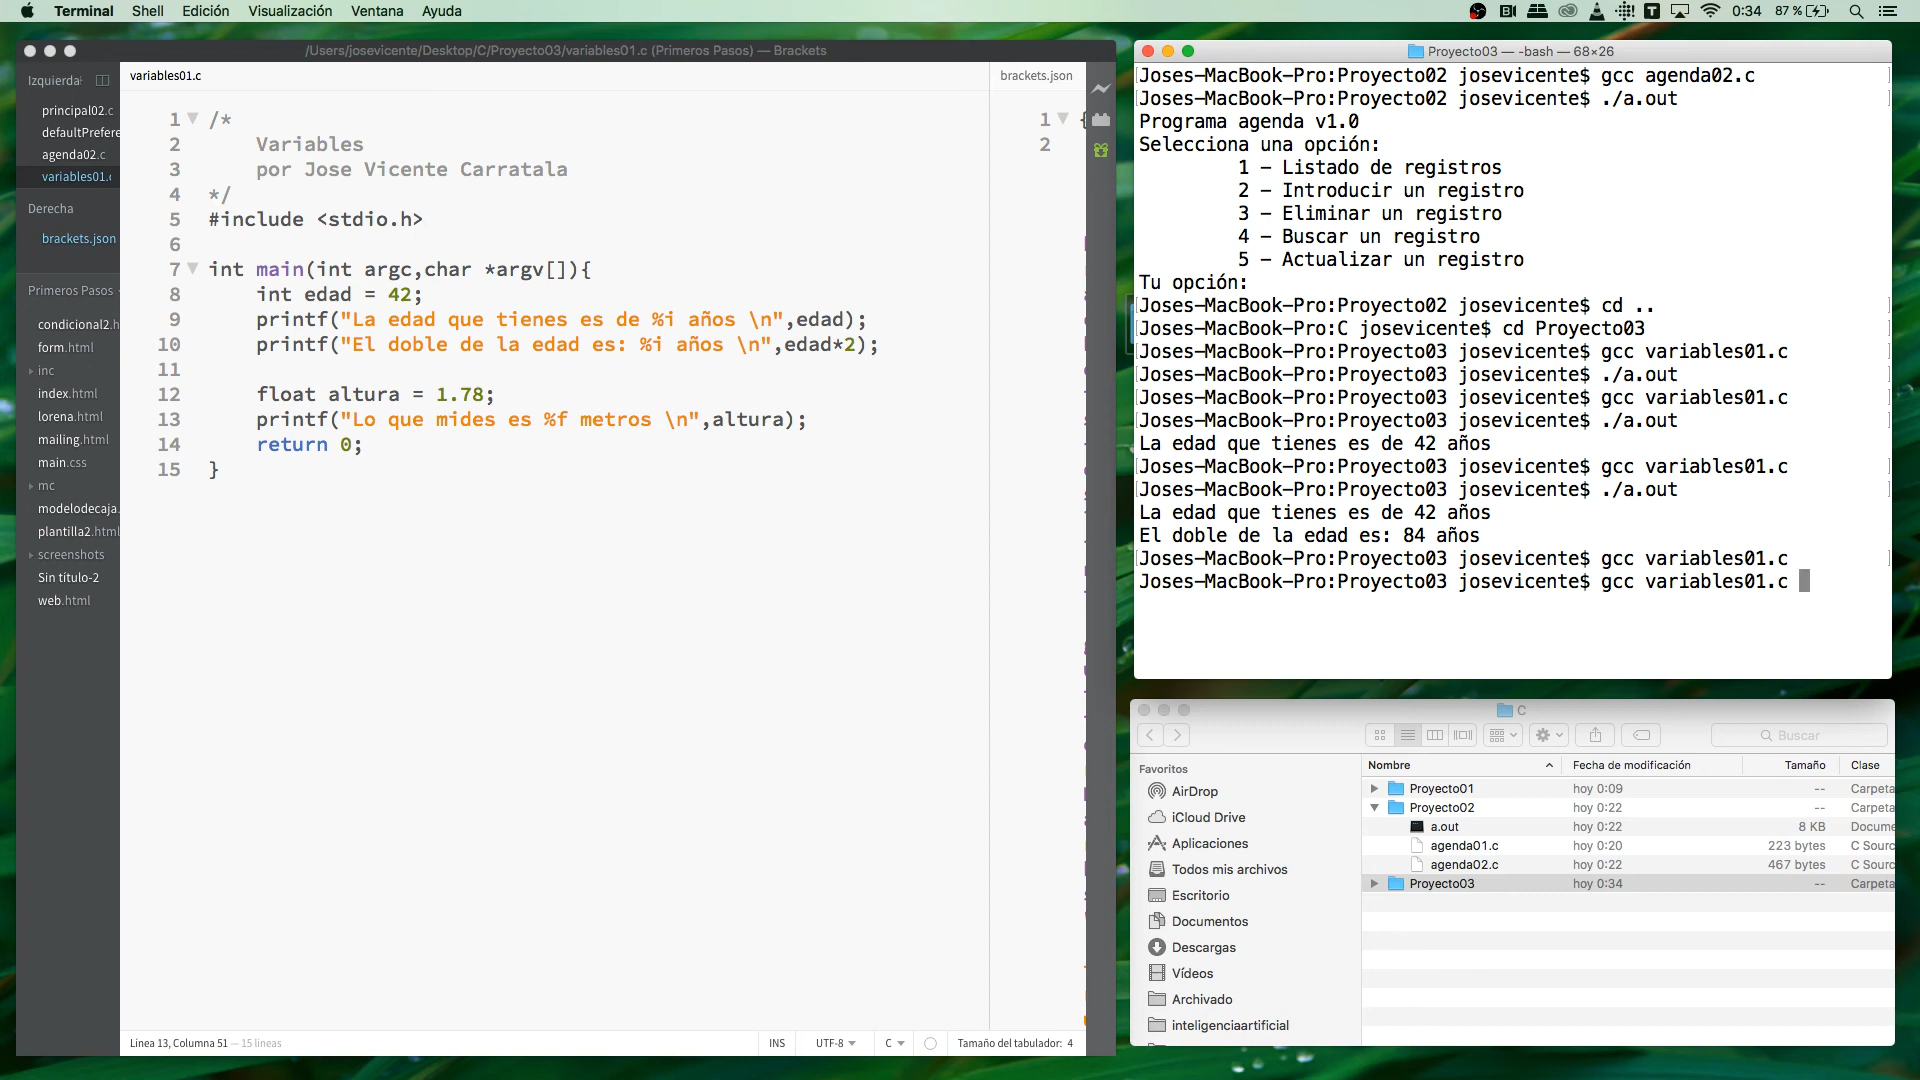 Terminal Shell Edición Visualización Ventana Ayuda 0:34 87 %
/Users/josevicente/Desktop/C/Proyecto03/variables01.c (Primeros Pasos) — Brackets
Izquierda
principal02.c
defaultPrefere
agenda02.c
variables01.c
Derecha
brackets.json
Primeros Pasos
condicional2.h
form.html
inc
index.html
lorena.html
mailing.html
main.css
mc
modelodecaja.
plantilla2.html
screenshots
Sin título-2
web.html
variables01.c
1 /*
2 Variables
3 por Jose Vicente Carratala
4 */
5 #include <stdio.h>
6
7 int main(int argc,char *argv[]){
8 int edad = 42;
9 printf("La edad que tienes es de %i años \n",edad);
10 printf("El doble de la edad es: %i años \n",edad*2);
11
12 float altura = 1.78;
13 printf("Lo que mides es %f metros \n",altura);
14 return 0;
15 }
brackets.json
1 {
2
Línea 13, Columna 51 — 15 líneas INS UTF-8 C Tamaño del tabulador: 4
Proyecto03 — -bash — 68×26
Joses-MacBook-Pro:Proyecto02 josevicente$ gcc agenda02.c
Joses-MacBook-Pro:Proyecto02 josevicente$ ./a.out
Programa agenda v1.0
Selecciona una opción:
1 - Listado de registros
2 - Introducir un registro
3 - Eliminar un registro
4 - Buscar un registro
5 - Actualizar un registro
Tu opción:
Joses-MacBook-Pro:Proyecto02 josevicente$ cd ..
Joses-MacBook-Pro:C josevicente$ cd Proyecto03
Joses-MacBook-Pro:Proyecto03 josevicente$ gcc variables01.c
Joses-MacBook-Pro:Proyecto03 josevicente$ ./a.out
Joses-MacBook-Pro:Proyecto03 josevicente$ gcc variables01.c
Joses-MacBook-Pro:Proyecto03 josevicente$ ./a.out
La edad que tienes es de 42 años
Joses-MacBook-Pro:Proyecto03 josevicente$ gcc variables01.c
Joses-MacBook-Pro:Proyecto03 josevicente$ ./a.out
La edad que tienes es de 42 años
El doble de la edad es: 84 años
Joses-MacBook-Pro:Proyecto03 josevicente$ gcc variables01.c
Joses-MacBook-Pro:Proyecto03 josevicente$ gcc variables01.c
C
Buscar
Favoritos
AirDrop
iCloud Drive
Aplicaciones
Todos mis archivos
Escritorio
Documentos
Descargas
Vídeos
Archivado
inteligenciaartificial
Nombre Fecha de modificación Tamaño Clase
Proyecto01 hoy 0:09 -- Carpeta
Proyecto02 hoy 0:22 -- Carpeta
a.out hoy 0:22 8 KB Docume
agenda01.c hoy 0:20 223 bytes C Sourc
agenda02.c hoy 0:22 467 bytes C Sourc
Proyecto03 hoy 0:34 -- Carpeta